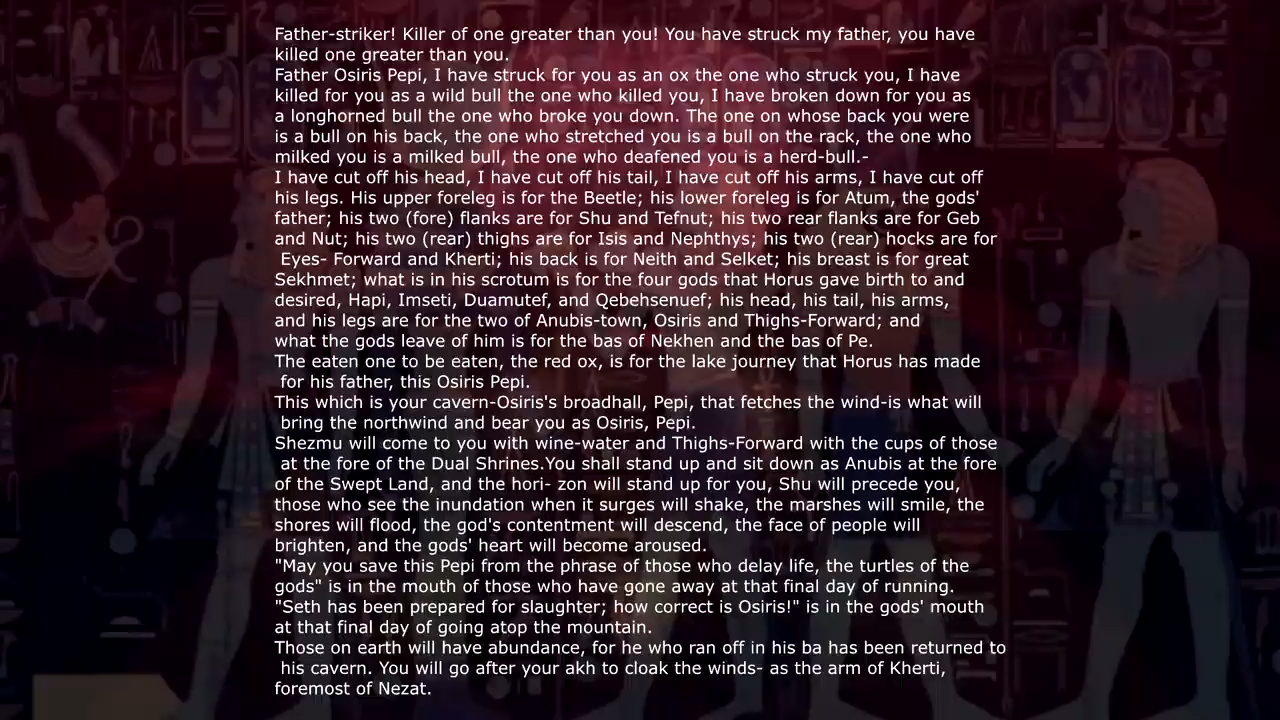 Father-striker! Killer of one greater than you! You have struck my father, you have
killed one greater than you.
Father Osiris Pepi, I have struck for you as an ox the one who struck you, I have
killed for you as a wild bull the one who killed you, I have broken down for you as
a longhorned bull the one who broke you down. The one on whose back you were
is a bull on his back, the one who stretched you is a bull on the rack, the one who
milked you is a milked bull, the one who deafened you is a herd-bull.-
I have cut off his head, I have cut off his tail, I have cut off his arms, I have cut off
his legs. His upper foreleg is for the Beetle; his lower foreleg is for Atum, the gods'
father; his two (fore) flanks are for Shu and Tefnut; his two rear flanks are for Geb
and Nut; his two (rear) thighs are for Isis and Nephthys; his two (rear) hocks are for
Eyes- Forward and Kherti; his back is for Neith and Selket; his breast is for great
Sekhmet; what is in his scrotum is for the four gods that Horus gave birth to and
desired, Hapi, Imseti, Duamutef, and Qebehsenuef; his head, his tail, his arms,
and his legs are for the two of Anubis-town, Osiris and Thighs-Forward; and
what the gods leave of him is for the bas of Nekhen and the bas of Pe.
The eaten one to be eaten, the red ox, is for the lake journey that Horus has made
for his father, this Osiris Pepi.
This which is your cavern-Osiris's broadhall, Pepi, that fetches the wind-is what will
bring the northwind and bear you as Osiris, Pepi.
Shezmu will come to you with wine-water and Thighs-Forward with the cups of those
at the fore of the Dual Shrines.You shall stand up and sit down as Anubis at the fore
of the Swept Land, and the hori- zon will stand up for you, Shu will precede you,
those who see the inundation when it surges will shake, the marshes will smile, the
shores will flood, the god's contentment will descend, the face of people will
brighten, and the gods' heart will become aroused.
"May you save this Pepi from the phrase of those who delay life, the turtles of the
gods" is in the mouth of those who have gone away at that final day of running.
"Seth has been prepared for slaughter; how correct is Osiris!" is in the gods' mouth
at that final day of going atop the mountain.
Those on earth will have abundance, for he who ran off in his ba has been returned to
his cavern. You will go after your akh to cloak the winds- as the arm of Kherti,
foremost of Nezat.